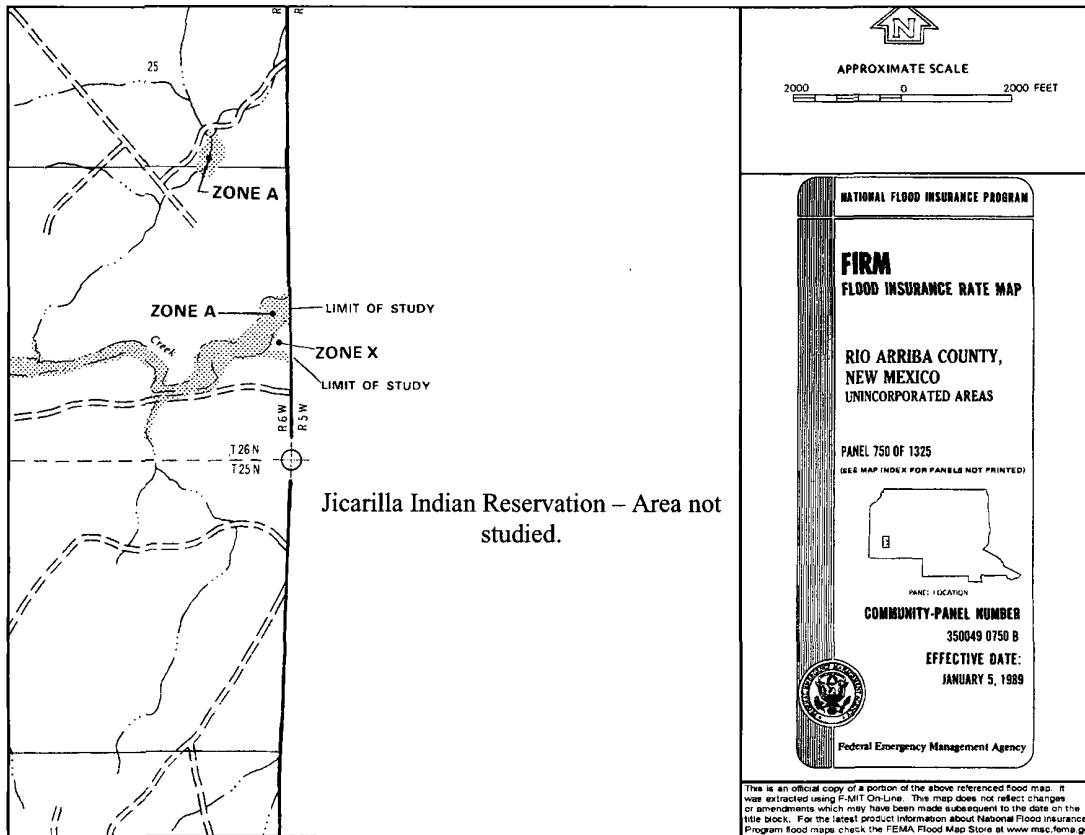 R
R
25
ZONE A
ZONE A
LIMIT OF STUDY
Creek
ZONE X
LIMIT OF STUDY
R6W
R5W
T26N
T25N
Jicarilla Indian Reservation – Area not
studied.
N
APPROXIMATE SCALE
2000 0 2000 FEET
NATIONAL FLOOD INSURANCE PROGRAM
FIRM
FLOOD INSURANCE RATE MAP
RIO ARRIBA COUNTY,
NEW MEXICO
UNINCORPORATED AREAS
PANEL 750 OF 1325
(SEE MAP INDEX FOR PANELS NOT PRINTED)
PANEL LOCATION
COMMUNITY-PANEL NUMBER
350049 0750 B
EFFECTIVE DATE:
JANUARY 5, 1989
FEDERAL EMERGENCY MANAGEMENT AGENCY
Federal Emergency Management Agency
This is an official copy of a portion of the above referenced flood map. It
was extracted using F-MIT On-Line. This map does not reflect changes
or amendments which may have been made subsequent to the date on the
title block. For the latest product information about National Flood Insurance
Program flood maps check the FEMA Flood Map Store at www.msc.fema.g